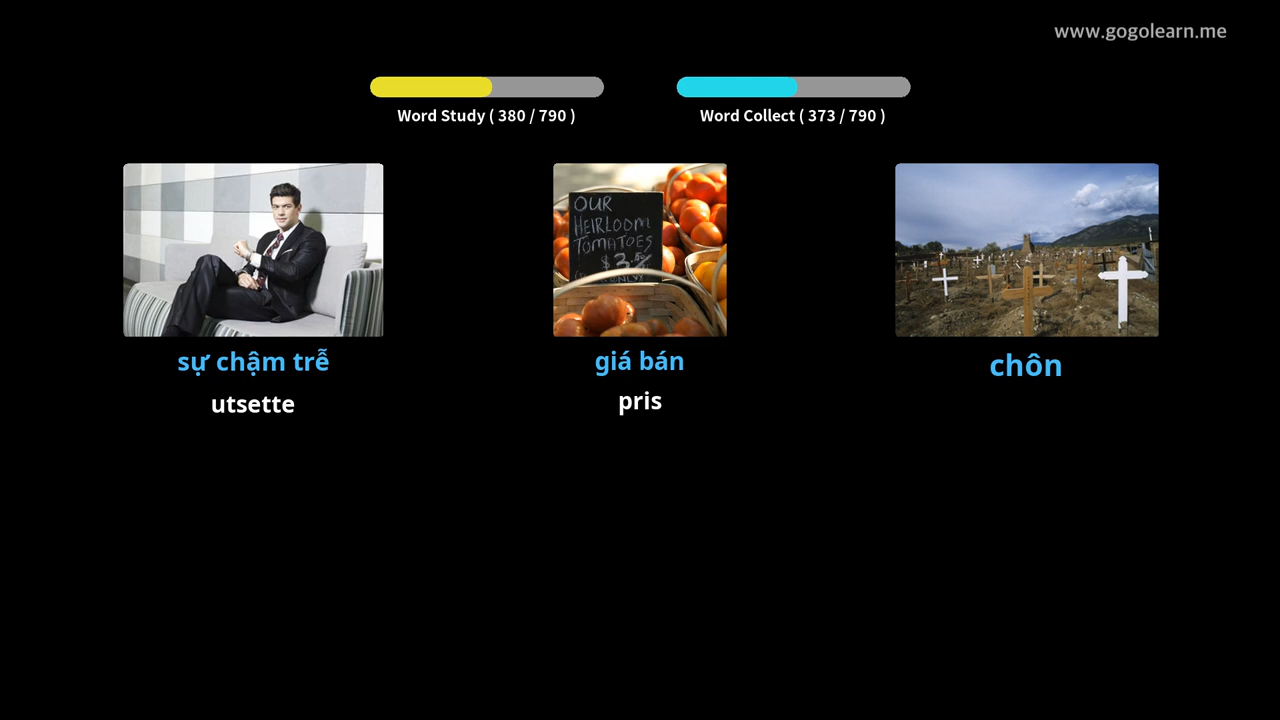 www.gogolearn.me
Word Study ( 380 / 790 )
Word Collect ( 373 / 790 )
OUR
HEIRLOOM
TOMATOES
sự chậm trễ
giá bán
chôn
utsette
pris